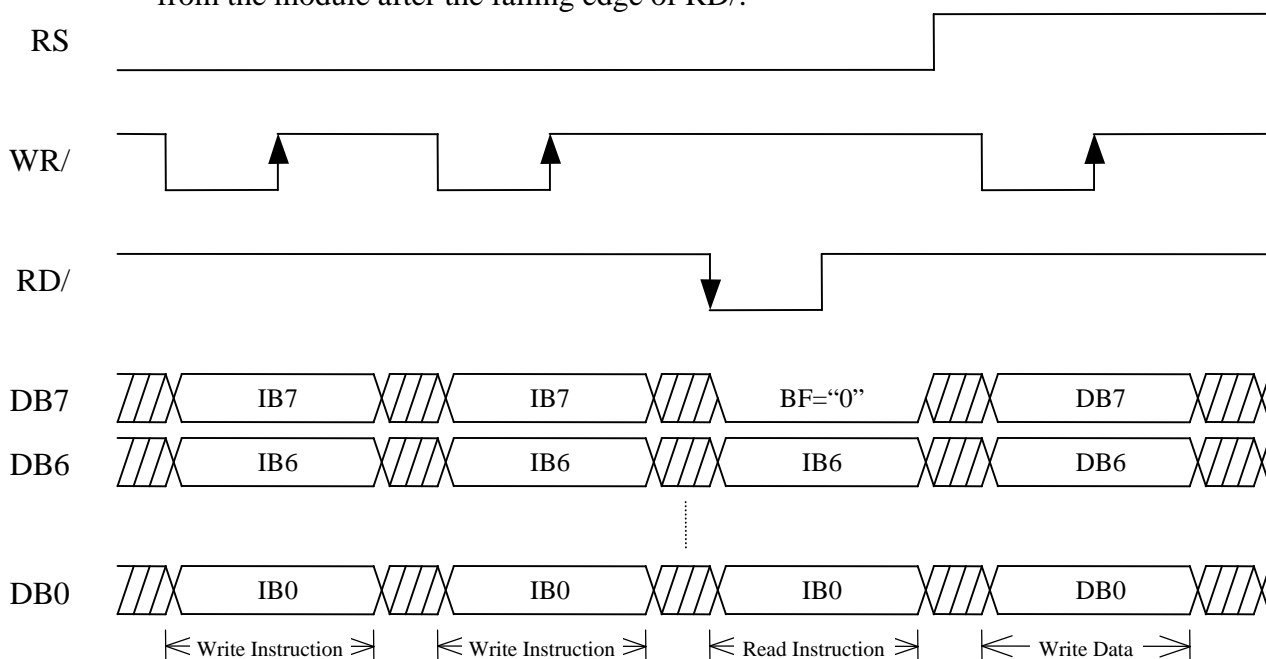 from the module after the falling edge of RD/.
RS
WR/
RD/
DB7 IB7 IB7 BF=“0” DB7
DB6 IB6 IB6 IB6 DB6
DB0 IB0 IB0 IB0 DB0
Write Instruction Write Instruction Read Instruction Write Data